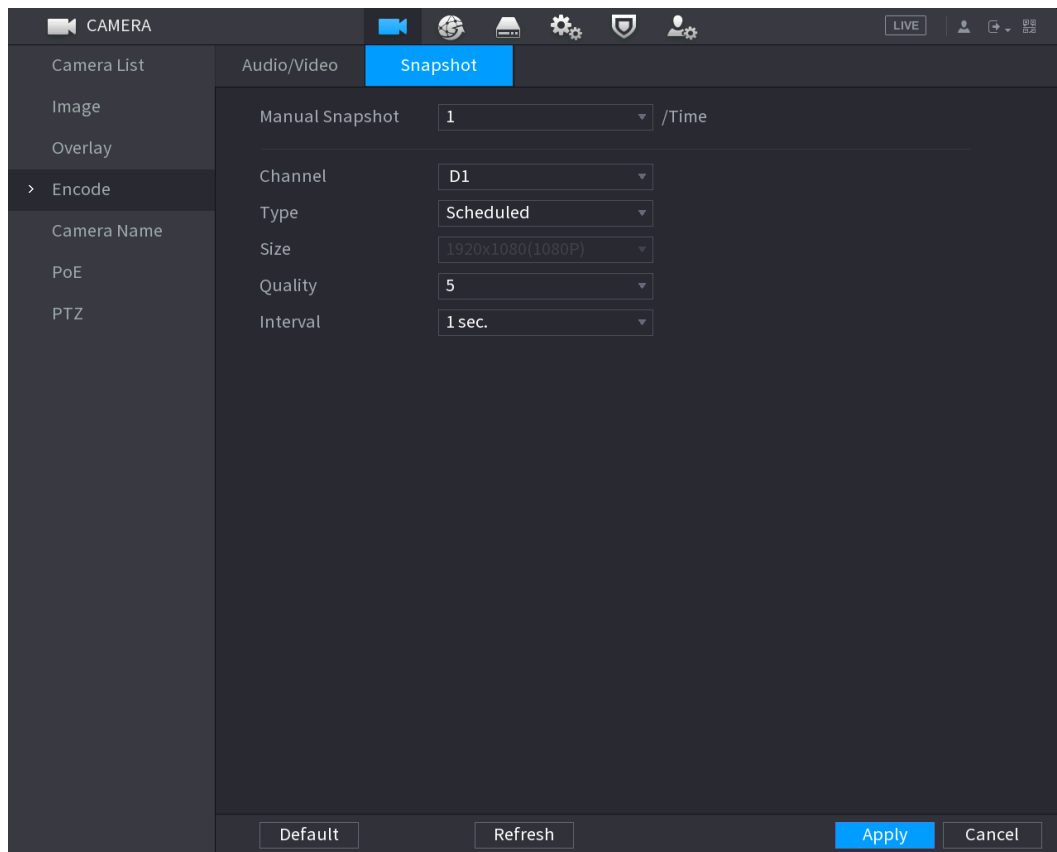 CAMERA LIVE
Camera List
Image
Overlay
Encode
Camera Name
PoE
PTZ
Audio/Video Snapshot
Manual Snapshot 1 /Time
Channel D1
Type Scheduled
Size 1920x1080(1080P)
Quality 5
Interval 1 sec.
Default Refresh Apply Cancel